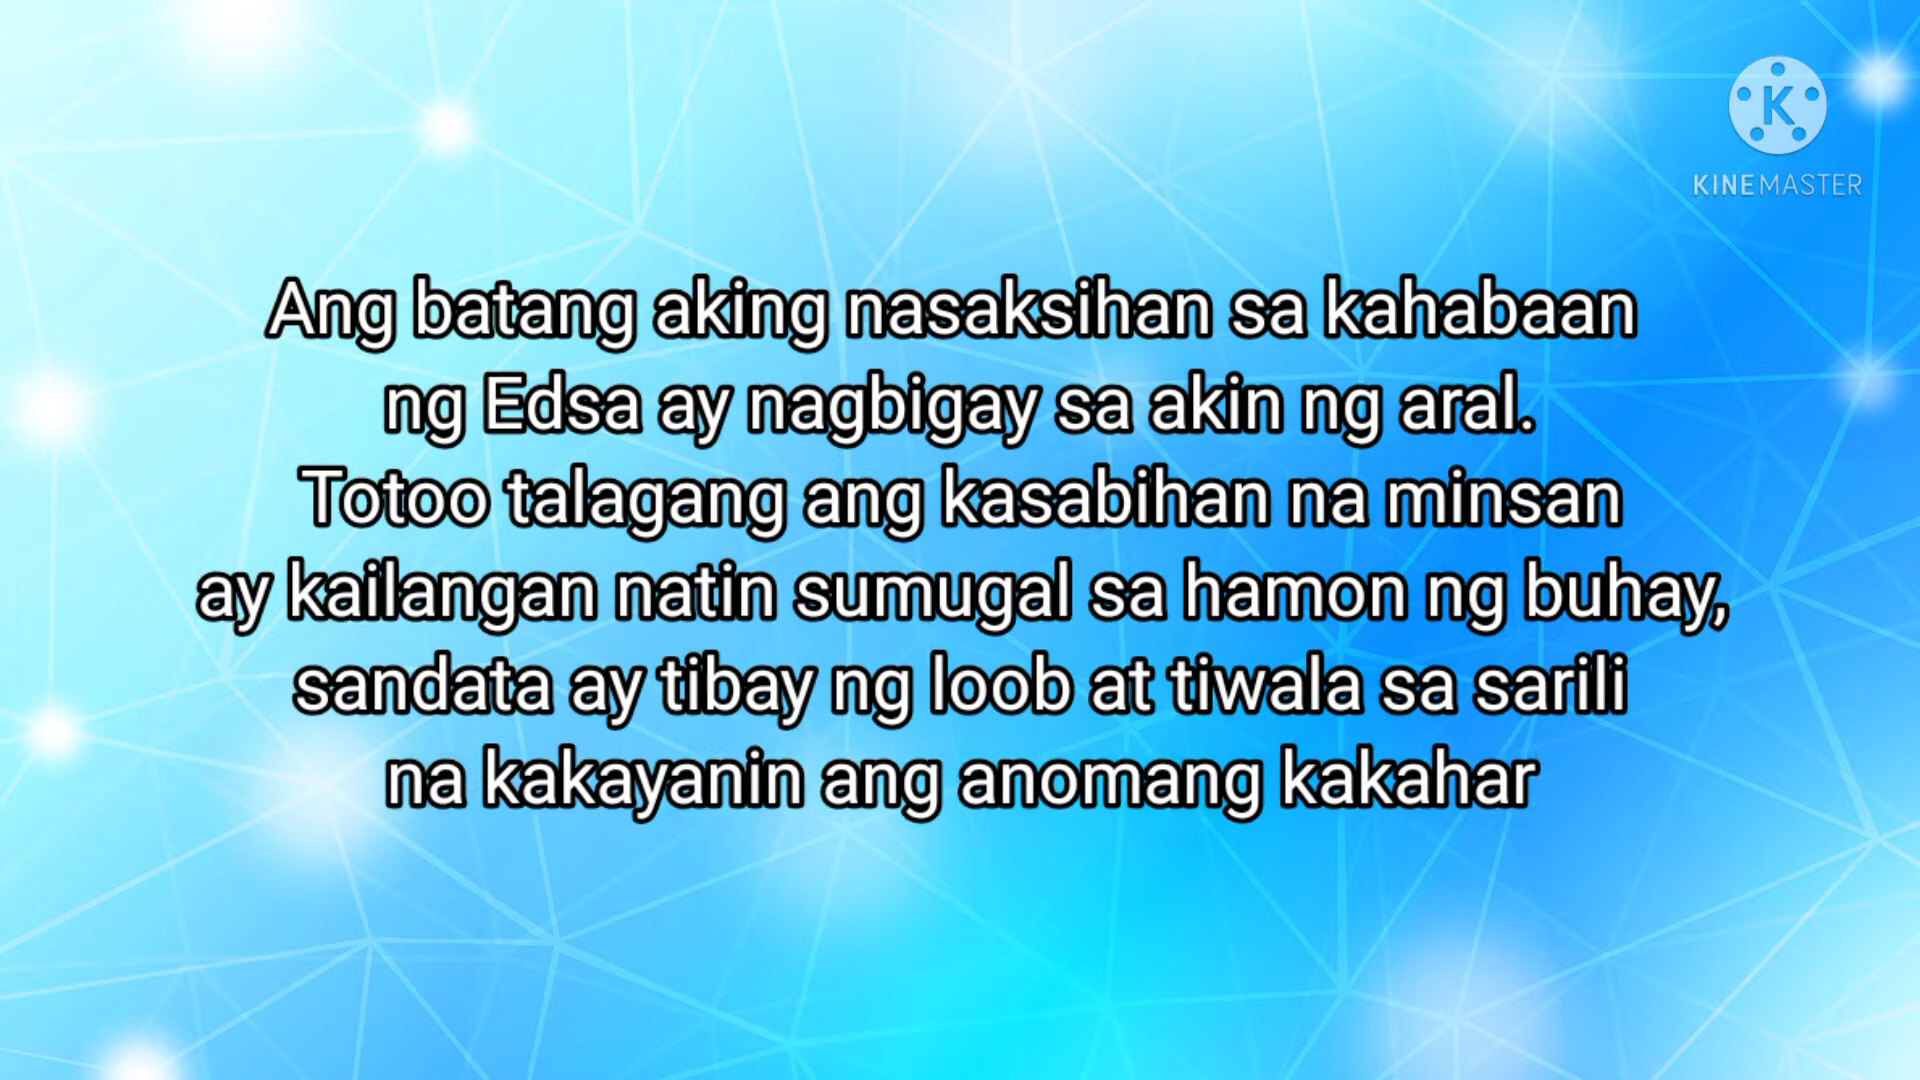 KINEMASTER
Ang batang aking nasaksihan sa kahabaan
ng Edsa ay nagbigay sa akin ng aral.
Totoo talagang ang kasabihan na minsan
ay kailangan natin sumugal sa hamon ng buhay,
sandata ay tibay ng loob at tiwala sa sarili
na kakayanin ang anomang kakahar